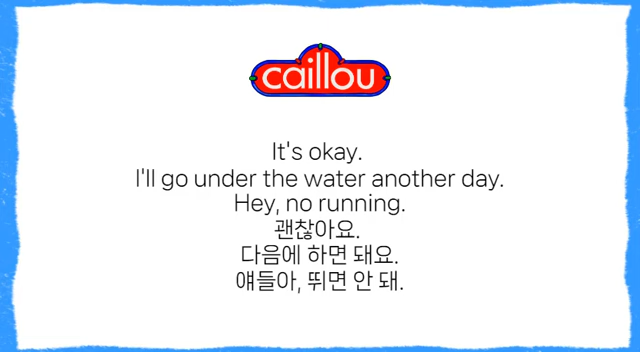 caillou
It's okay.
I'll go under the water another day.
Hey, no running.
괜찮아요.
다음에 하면 돼요.
얘들아, 뛰면 안 돼.